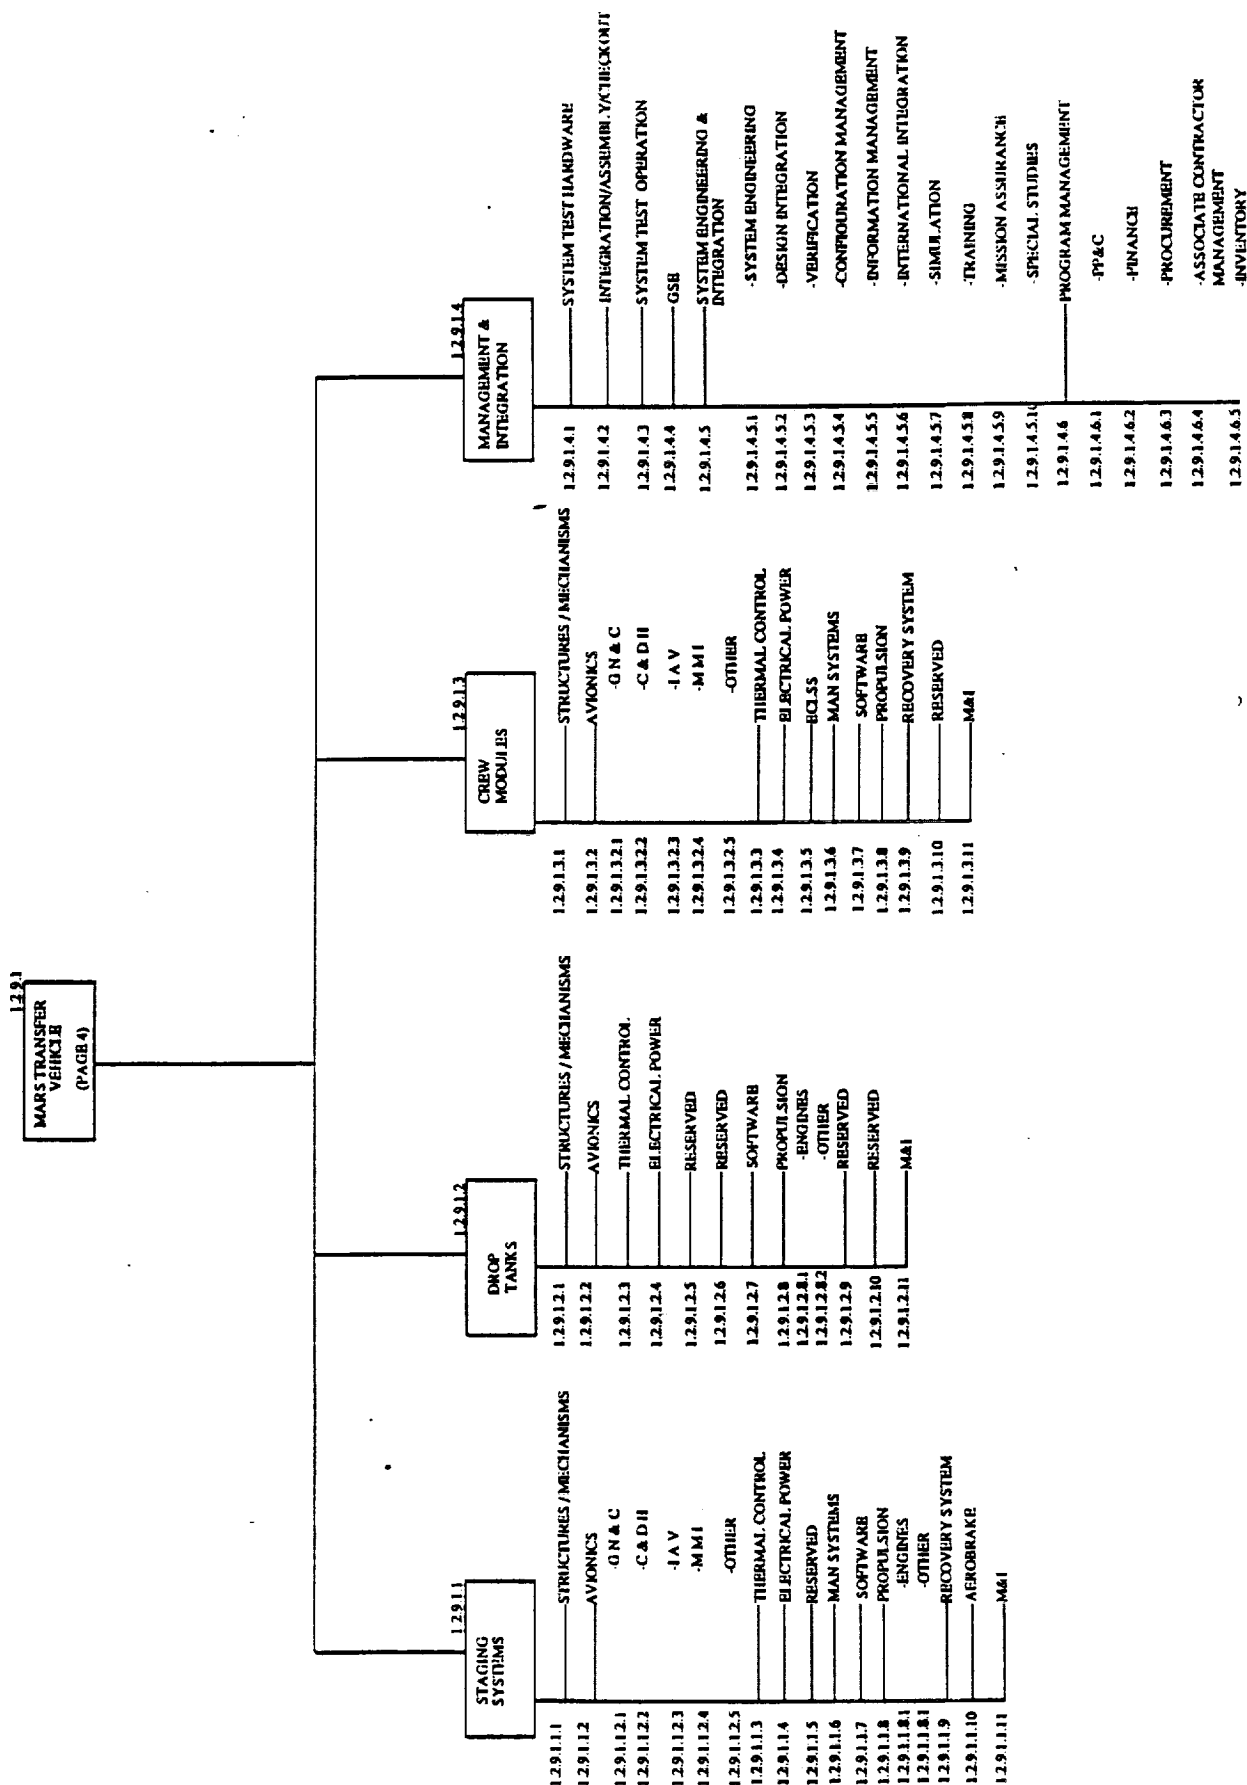 1.2.9.1
MARS TRANSFER
VEHICLE
(PAGE 4)
1.2.9.1.1
STAGING
SYSTEMS
1.2.9.1.1.1 STRUCTURES / MECHANISMS
1.2.9.1.1.2 AVIONICS
1.2.9.1.1.2.1 -G N & C
1.2.9.1.1.2.2 -C & D H
1.2.9.1.1.2.3 -I A V
1.2.9.1.1.2.4 -M M I
1.2.9.1.1.2.5 -OTHER
1.2.9.1.1.3 THERMAL CONTROL
1.2.9.1.1.4 ELECTRICAL POWER
1.2.9.1.1.5 RESERVED
1.2.9.1.1.6 MAN SYSTEMS
1.2.9.1.1.7 SOFTWARE
1.2.9.1.1.8 PROPULSION
1.2.9.1.1.8.1 -ENGINES
1.2.9.1.1.8.1 -OTHER
1.2.9.1.1.9 RECOVERY SYSTEM
1.2.9.1.1.10 AEROBRAKE
1.2.9.1.1.11 M&I
1.2.9.1.2
DROP
TANKS
1.2.9.1.2.1 STRUCTURES / MECHANISMS
1.2.9.1.2.2 AVIONICS
1.2.9.1.2.3 THERMAL CONTROL
1.2.9.1.2.4 ELECTRICAL POWER
1.2.9.1.2.5 RESERVED
1.2.9.1.2.6 RESERVED
1.2.9.1.2.7 SOFTWARE
1.2.9.1.2.8 PROPULSION
1.2.9.1.2.8.1 -ENGINES
1.2.9.1.2.8.2 -OTHER
1.2.9.1.2.9 RESERVED
1.2.9.1.2.10 RESERVED
1.2.9.1.2.11 M&I
1.2.9.1.3
CREW
MODULES
1.2.9.1.3.1 STRUCTURES / MECHANISMS
1.2.9.1.3.2 AVIONICS
1.2.9.1.3.2.1 -G N & C
1.2.9.1.3.2.2 -C & D H
1.2.9.1.3.2.3 -I A V
1.2.9.1.3.2.4 -M M I
1.2.9.1.3.2.5 -OTHER
1.2.9.1.3.3 THERMAL CONTROL
1.2.9.1.3.4 ELECTRICAL POWER
1.2.9.1.3.5 ECLSS
1.2.9.1.3.6 MAN SYSTEMS
1.2.9.1.3.7 SOFTWARE
1.2.9.1.3.8 PROPULSION
1.2.9.1.3.9 RECOVERY SYSTEM
1.2.9.1.3.10 RESERVED
1.2.9.1.3.11 M&I
1.2.9.1.4
MANAGEMENT &
INTEGRATION
1.2.9.1.4.1 SYSTEM TEST HARDWARE
1.2.9.1.4.2 INTEGRATION/ASSEMBLY/CHECKOUT
1.2.9.1.4.3 SYSTEM TEST OPERATION
1.2.9.1.4.4 GSE
1.2.9.1.4.5 SYSTEM ENGINEERING &
INTEGRATION
1.2.9.1.4.5.1 -SYSTEM ENGINEERING
1.2.9.1.4.5.2 -DESIGN INTEGRATION
1.2.9.1.4.5.3 -VERIFICATION
1.2.9.1.4.5.4 -CONFIGURATION MANAGEMENT
1.2.9.1.4.5.5 -INFORMATION MANAGEMENT
1.2.9.1.4.5.6 -INTERNATIONAL INTEGRATION
1.2.9.1.4.5.7 -SIMULATION
1.2.9.1.4.5.8 -TRAINING
1.2.9.1.4.5.9 -MISSION ASSURANCE
1.2.9.1.4.5.10 -SPECIAL STUDIES
1.2.9.1.4.6 PROGRAM MANAGEMENT
1.2.9.1.4.6.1 -PP&C
1.2.9.1.4.6.2 -FINANCE
1.2.9.1.4.6.3 -PROCUREMENT
1.2.9.1.4.6.4 -ASSOCIATE CONTRACTOR
MANAGEMENT
1.2.9.1.4.6.5 -INVENTORY